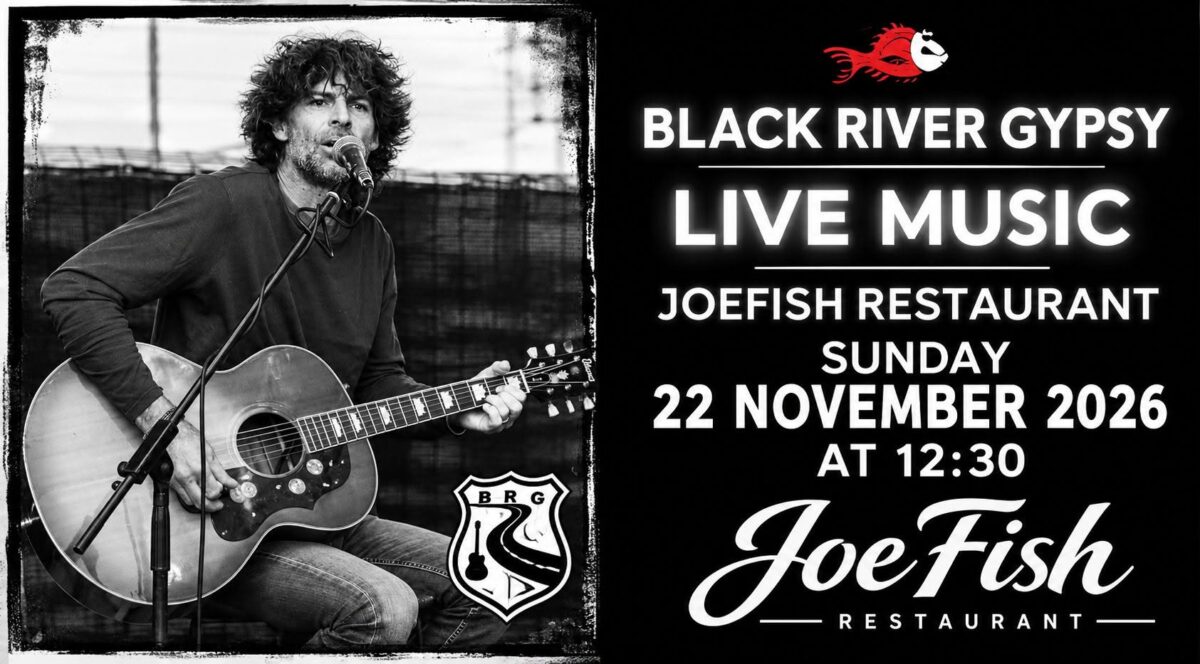 BLACK RIVER GYPSY
LIVE MUSIC
JOEFISH RESTAURANT
SUNDAY
22 NOVEMBER 2026
AT 12:30
JoeFish
RESTAURANT
BRG